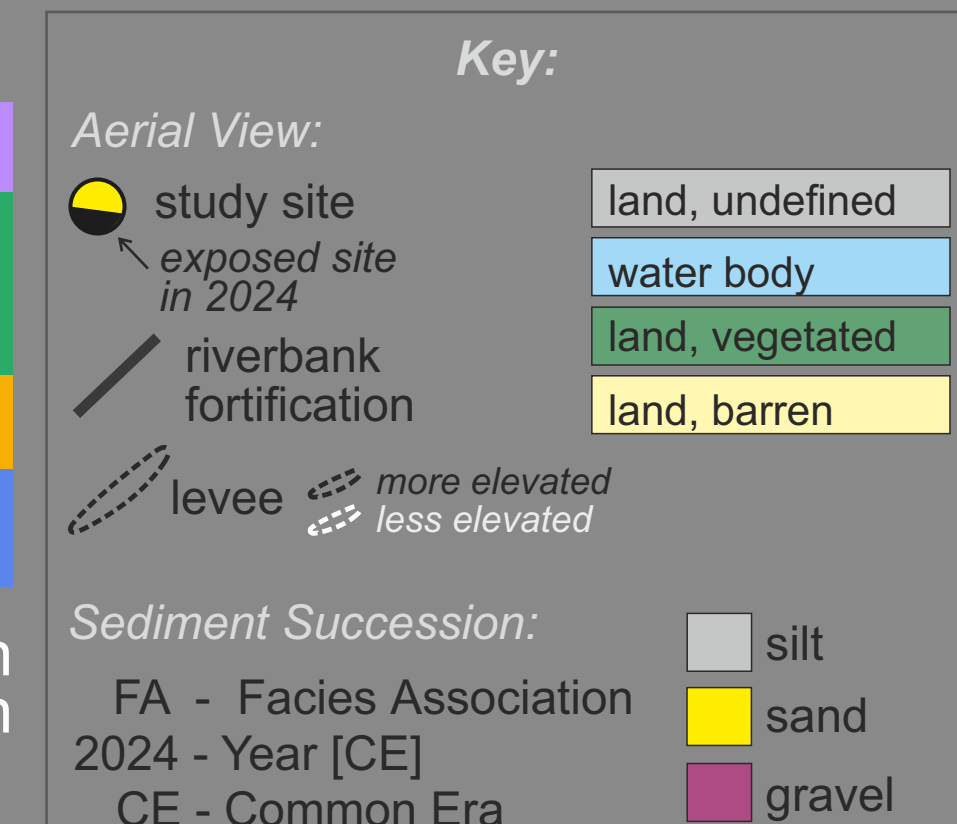 Key:
Aerial View:
study site
exposed site
in 2024
riverbank
fortification
levee
more elevated
less elevated
land, undefined
water body
land, vegetated
land, barren
Sediment Succession:
FA - Facies Association
2024 - Year [CE]
CE - Common Era
silt
sand
gravel